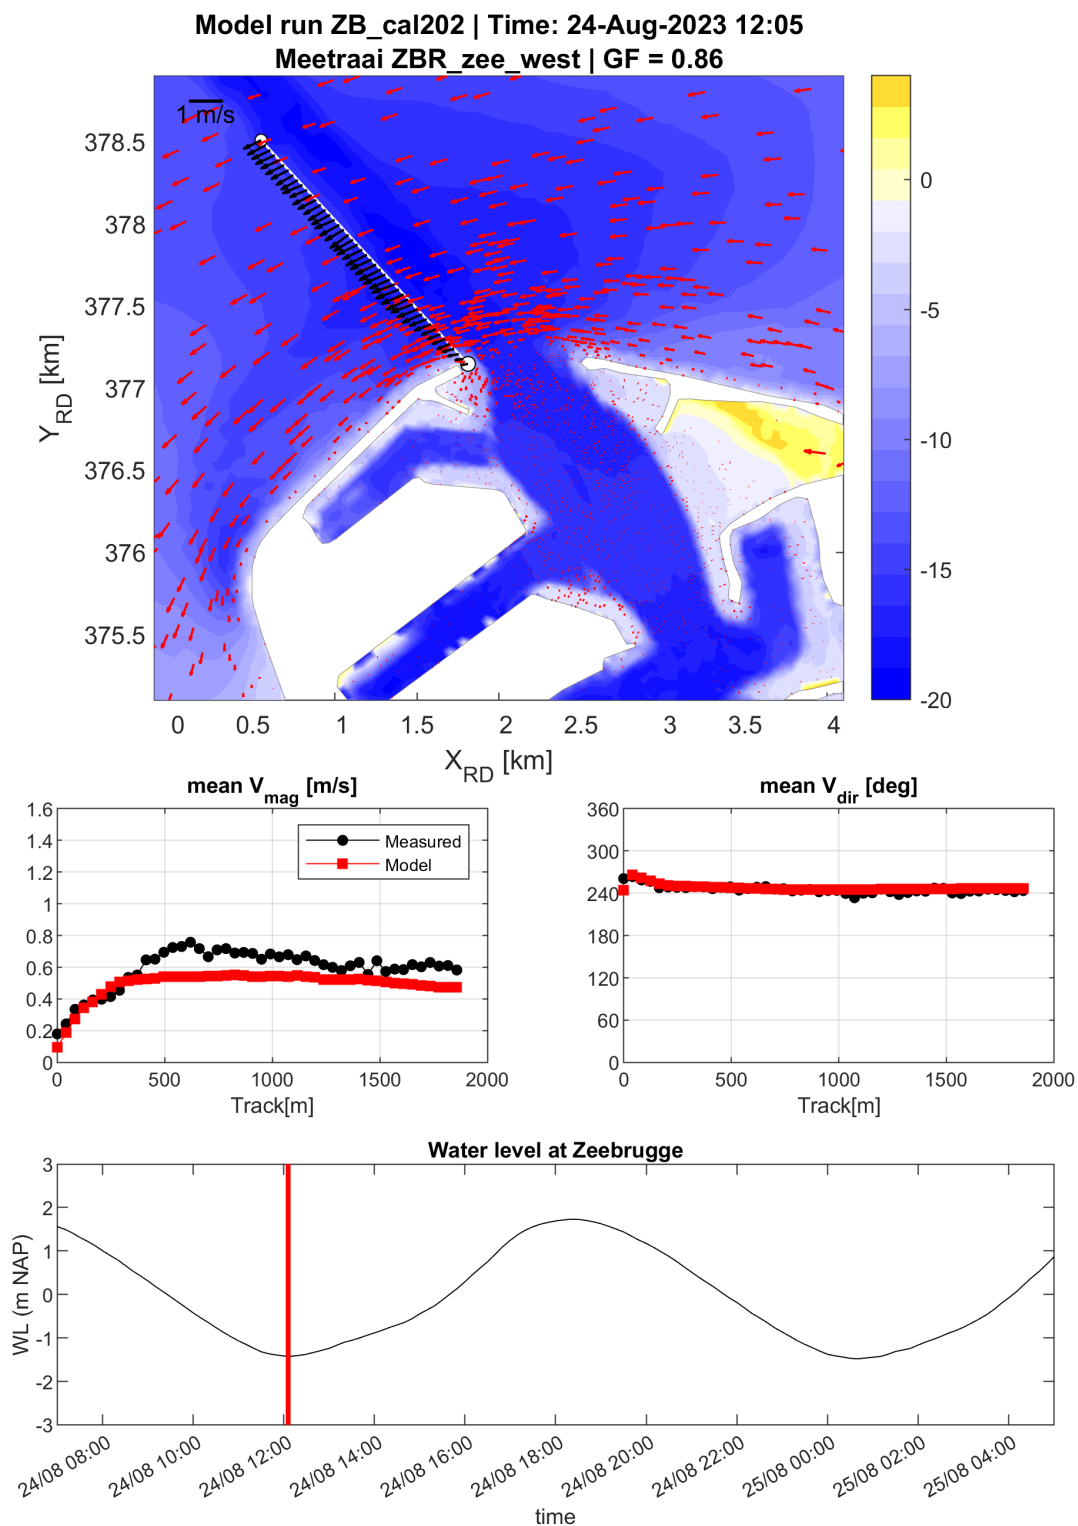 Model run ZB_cal202 | Time: 24-Aug-2023 12:05
Meetraai ZBR_zee_west | GF = 0.86
1 m/s
378.5
378
377.5
377
376.5
376
375.5
Y_RD [km]
0 0.5 1 1.5 2 2.5 3 3.5 4
X_RD [km]
0
-5
-10
-15
-20
mean V_mag [m/s]
1.6
1.4
1.2
1
0.8
0.6
0.4
0.2
0
0 500 1000 1500 2000
Track[m]
Measured
Model
mean V_dir [deg]
360
300
240
180
120
60
0
0 500 1000 1500 2000
Track[m]
Water level at Zeebrugge
3
2
1
0
-1
-2
-3
WL (m NAP)
24/08 08:00 24/08 10:00 24/08 12:00 24/08 14:00 24/08 16:00 24/08 18:00 24/08 20:00 24/08 22:00 25/08 00:00 25/08 02:00 25/08 04:00
time